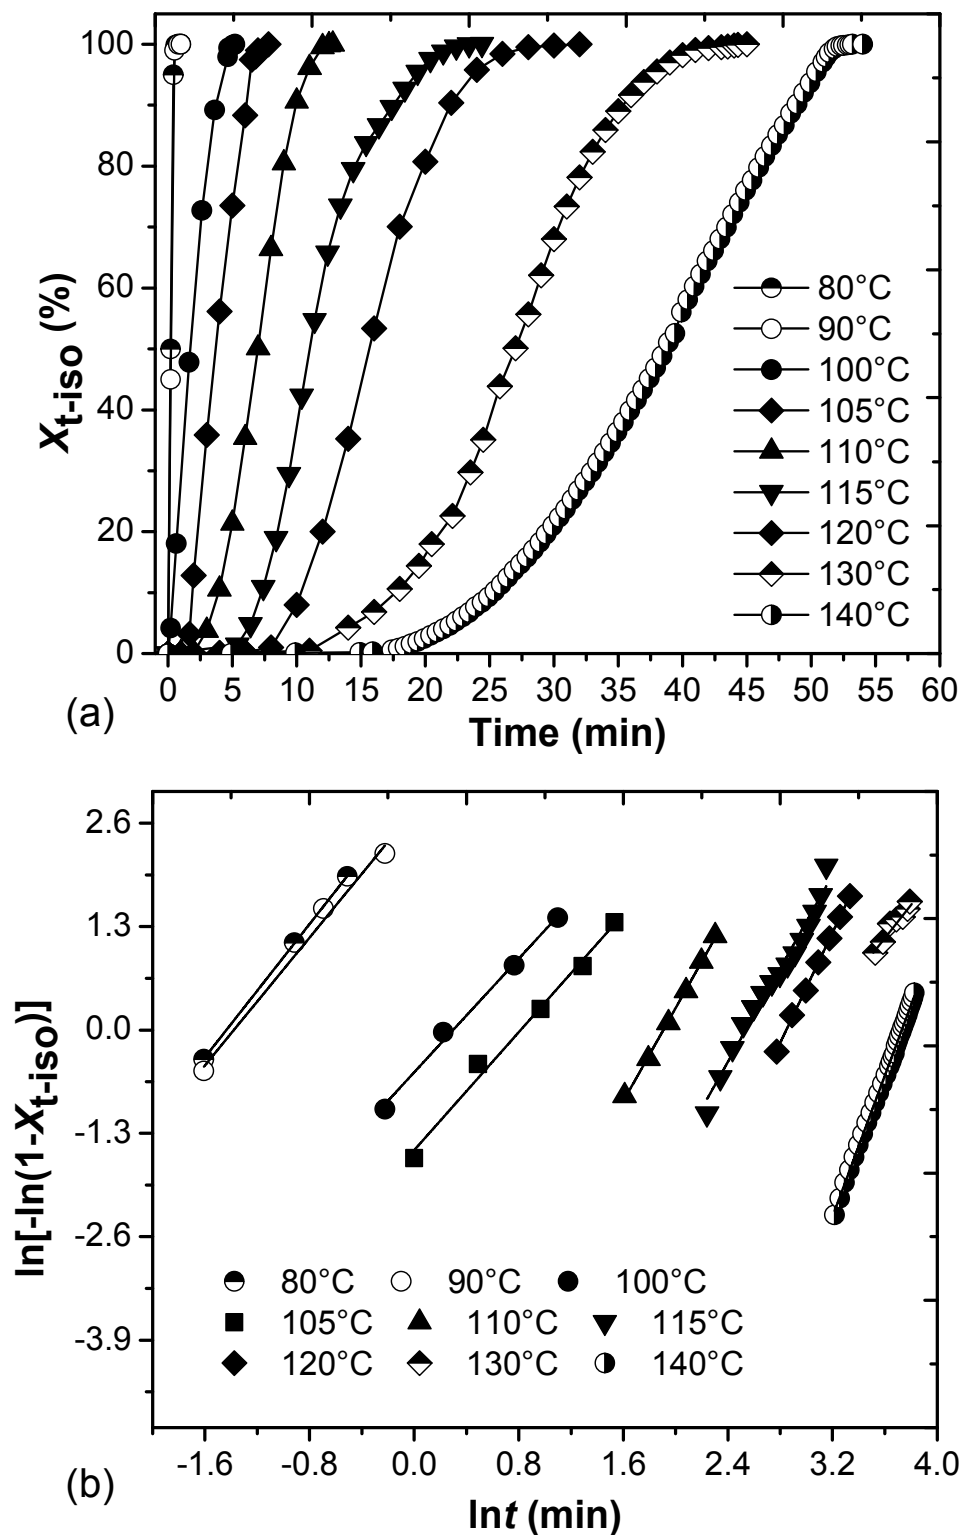 100
80
60
40
20
0
X t-iso (%)
80°C
90°C
100°C
105°C
110°C
115°C
120°C
130°C
140°C
0 5 10 15 20 25 30 35 40 45 50 55 60
(a)
Time (min)
2.6
1.3
0.0
-1.3
-2.6
-3.9
ln[-ln(1-X t-iso)]
80°C 90°C 100°C
105°C 110°C 115°C
120°C 130°C 140°C
-1.6 -0.8 0.0 0.8 1.6 2.4 3.2 4.0
(b)
lnt (min)